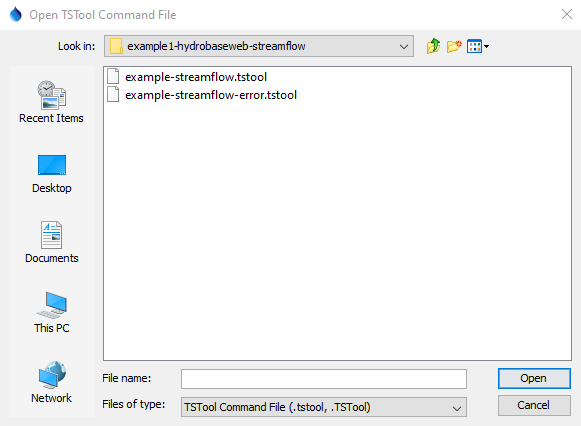 Open TSTool Command File
Look in: example1-hydrobaseweb-streamflow
example-streamflow.tstool
example-streamflow-error.tstool
Recent Items
Desktop
Documents
This PC
Network
File name:
Open
Files of type: TSTool Command File (.tstool, .TSTool)
Cancel